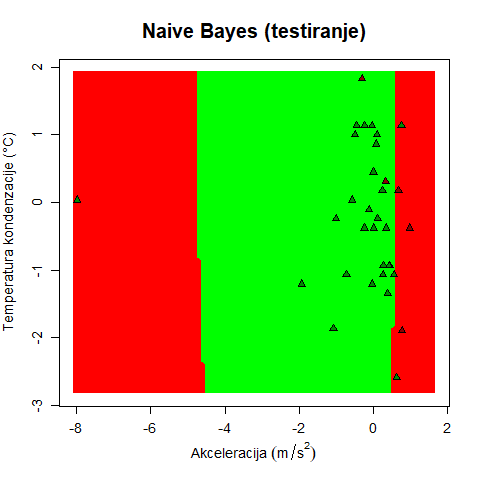 Naive Bayes (testiranje)
2
1
0
-1
-2
-3
Temperatura kondenzacije (°C)
-8 -6 -4 -2 0 2
Akceleracija (m/s²)